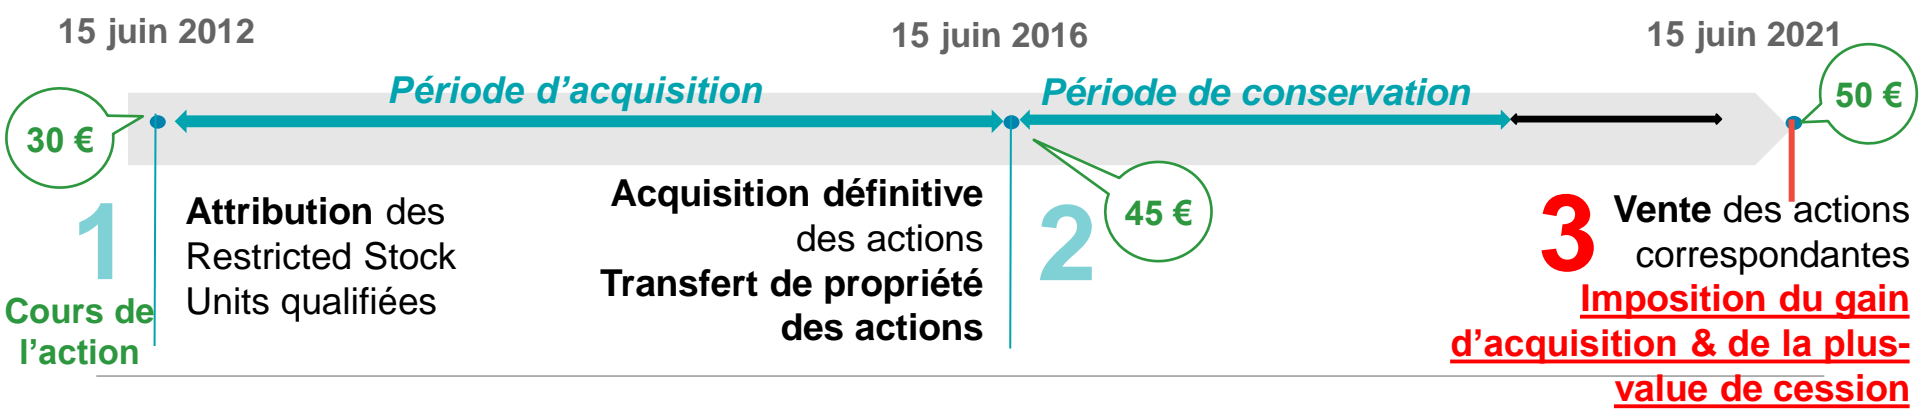 15 juin 2012
15 juin 2016
15 juin 2021
Période d’acquisition
Période de conservation
30 €
50 €
45 €
1
Cours de
l’action
Attribution des
Restricted Stock
Units qualifiées
Acquisition définitive
des actions
Transfert de propriété
des actions
2
3
Vente des actions
correspondantes
Imposition du gain
d’acquisition & de la plus-
value de cession